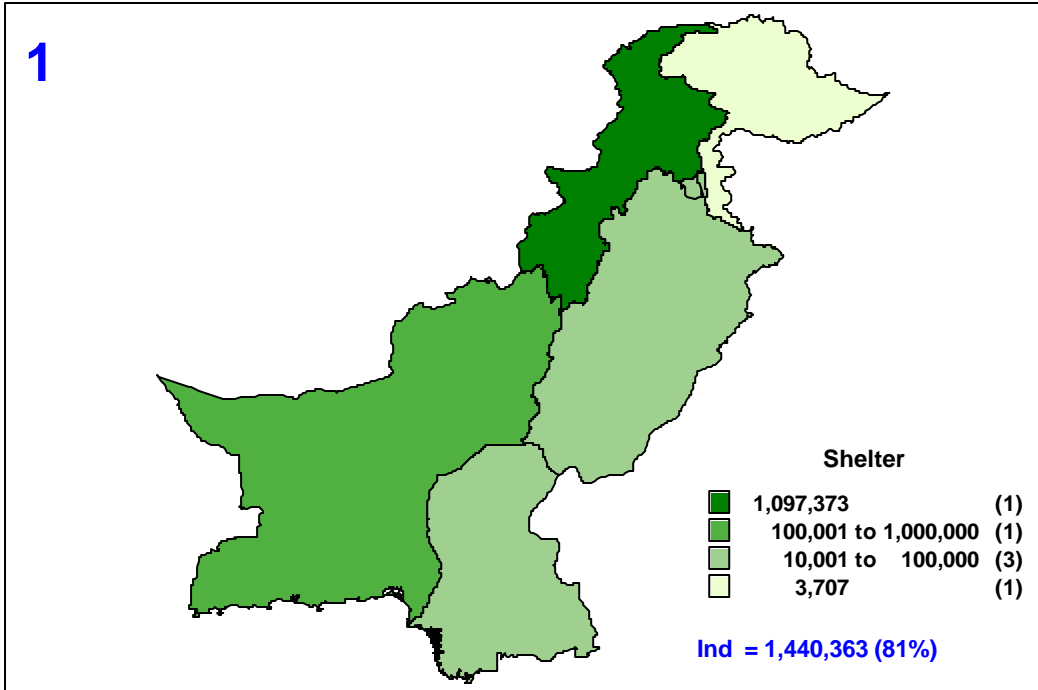 1
Shelter
1,097,373 (1)
100,001 to 1,000,000 (1)
10,001 to 100,000 (3)
3,707 (1)
Ind = 1,440,363 (81%)